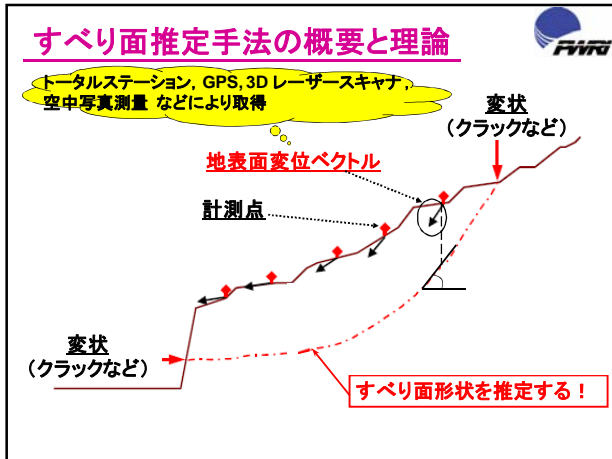 すべり面推定手法の概要と理論
PWRI
トータルステーション, GPS, 3D レーザースキャナ,
空中写真測量 などにより取得
変状
(クラックなど)
地表面変位ベクトル
計測点
変状
(クラックなど)
すべり面形状を推定する！